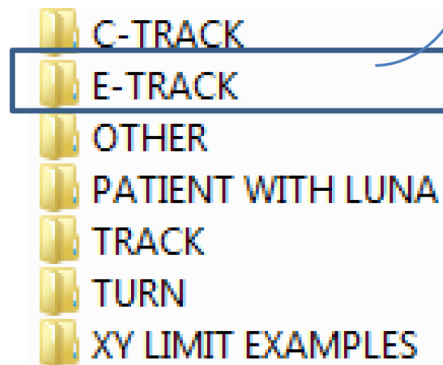 C-TRACK
E-TRACK
OTHER
PATIENT WITH LUNA
TRACK
TURN
XY LIMIT EXAMPLES